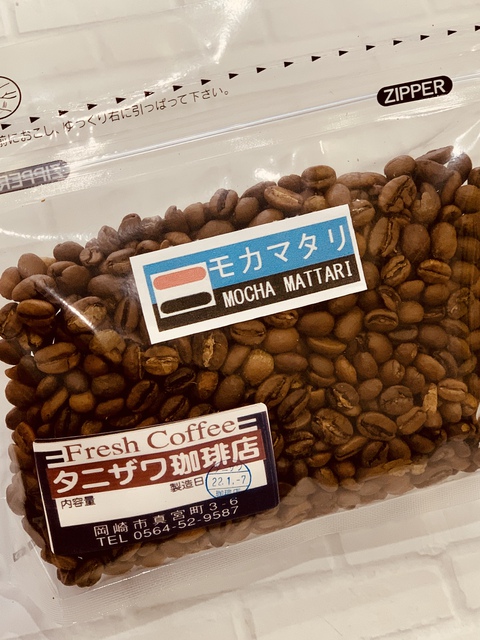 前におこし、ゆっくり右に引っぱって下さい。
ZIPPER
ZIPPER
モカマタリ
MOCHA MATTARI
Fresh Coffee
タニザワ珈琲店
内容量
製造日
22.1.-7
岡崎市真宮町3-6
TEL 0564-52-9587